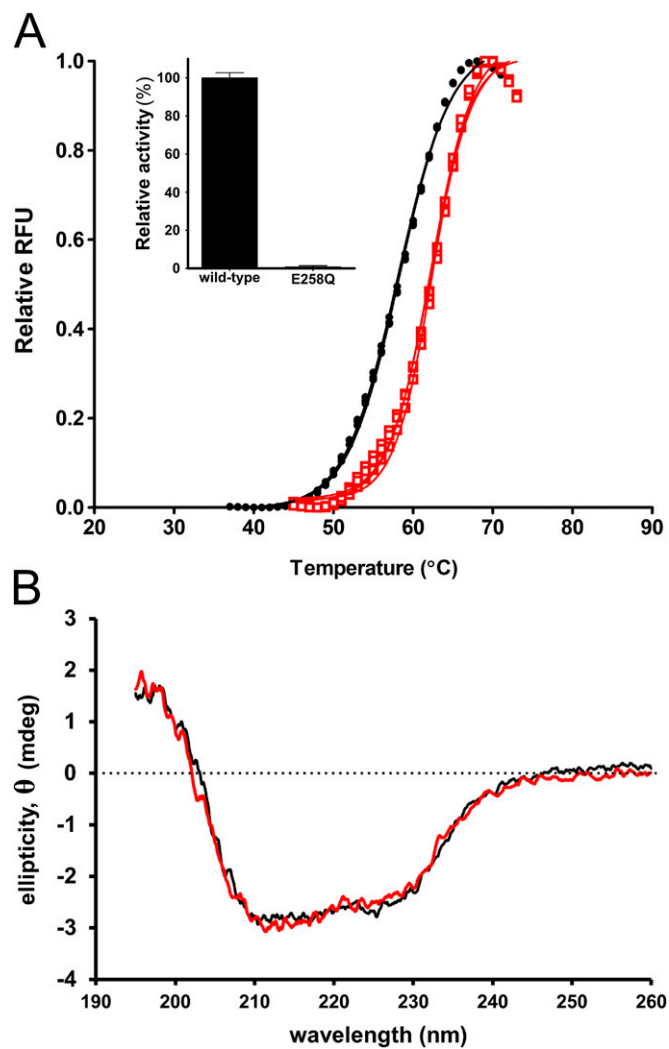 A
Relative RFU
1.0
0.8
0.6
0.4
0.2
0.0
20 30 40 50 60 70 80 90
Temperature (°C)
Relative activity (%)
100
80
60
40
20
0
wild-type E258Q
B
ellipticity, θ (mdeg)
3
2
1
0
-1
-2
-3
-4
190 200 210 220 230 240 250 260
wavelength (nm)